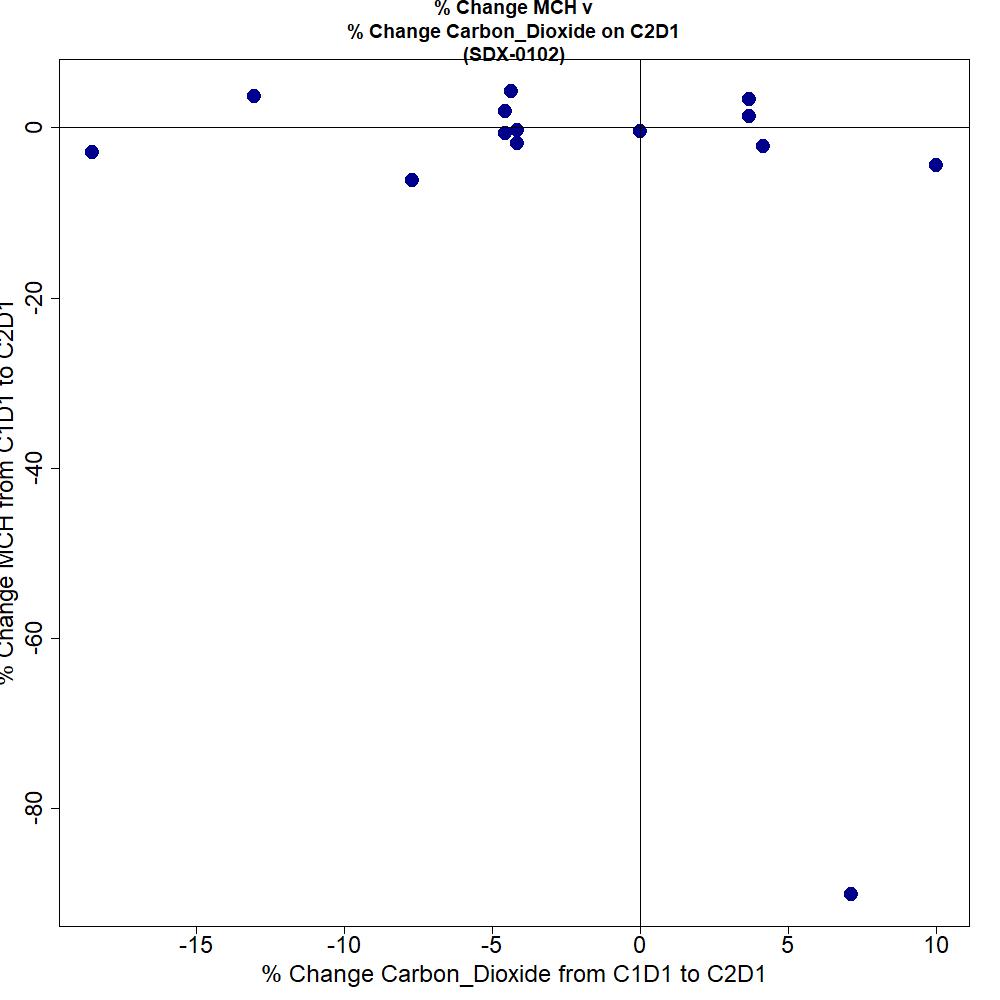 % Change MCH v
% Change Carbon_Dioxide on C2D1
(SDX-0102)
% Change MCH from C1D1 to C2D1
0
-20
-40
-60
-80
-15
-10
-5
0
5
10
% Change Carbon_Dioxide from C1D1 to C2D1